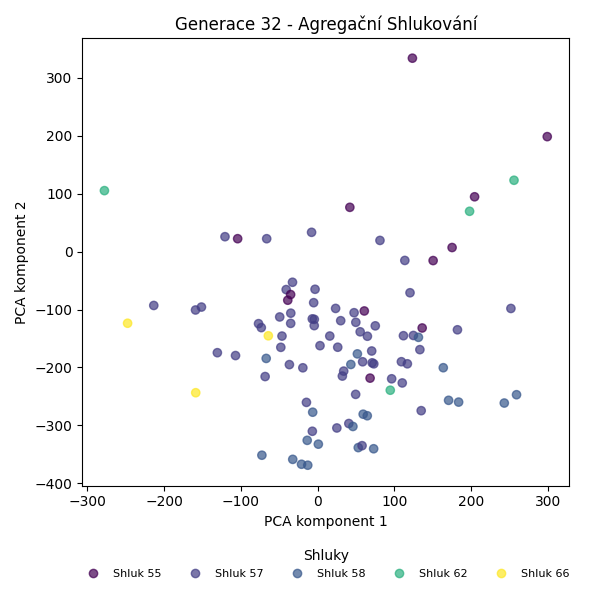 Generace 32 - Agregační Shlukování
PCA komponent 2
300
200
100
0
−100
−200
−300
−400
−300
−200
−100
0
100
200
300
PCA komponent 1
Shluky
Shluk 55
Shluk 57
Shluk 58
Shluk 62
Shluk 66